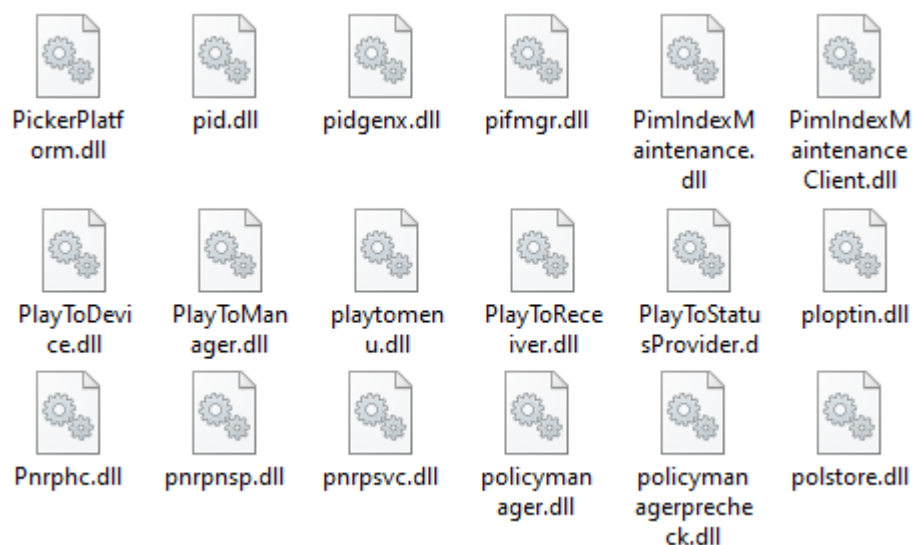 PickerPlatf
orm.dll
pid.dll
pidgenx.dll
pifmgr.dll
PimIndexM
aintenance.
dll
PimIndexM
aintenance
Client.dll
PlayToDevi
ce.dll
PlayToMan
ager.dll
playtomen
u.dll
PlayToRece
iver.dll
PlayToStatu
sProvider.d
ploptin.dll
Pnrphc.dll
pnrpnsp.dll
pnrpsvc.dll
policyman
ager.dll
policyman
agerpreche
ck.dll
polstore.dll